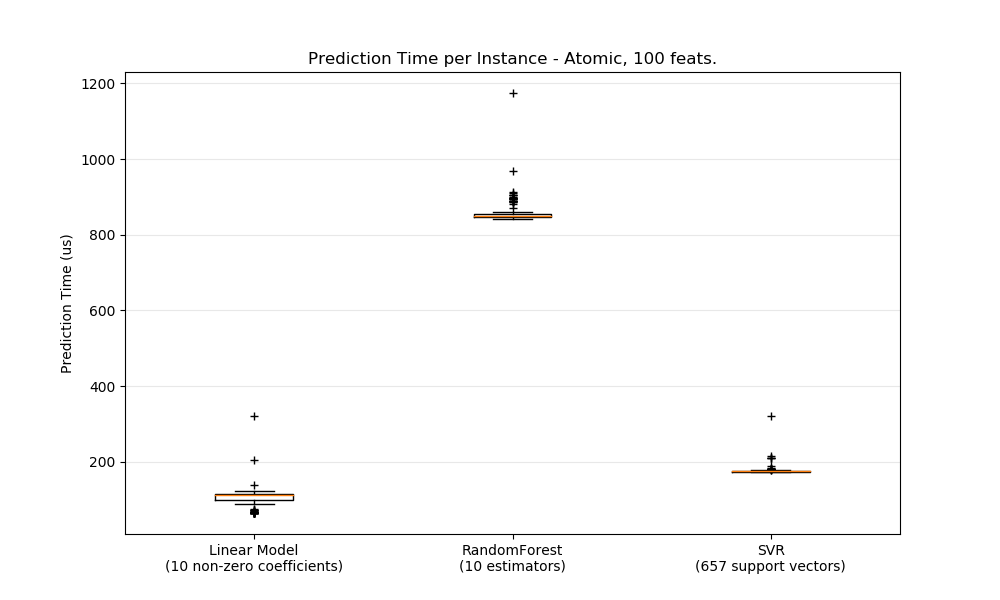 Prediction Time per Instance - Atomic, 100 feats.
Prediction Time (us)
1200
1000
800
600
400
200
Linear Model
(10 non-zero coefficients)
RandomForest
(10 estimators)
SVR
(657 support vectors)